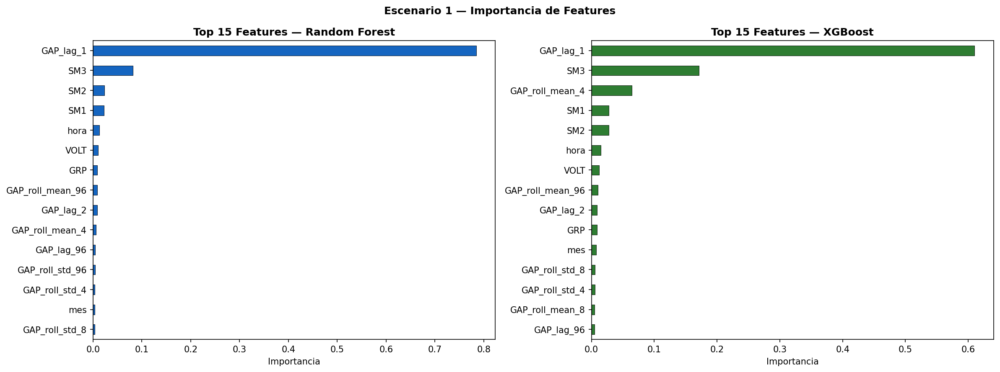 Escenario 1 — Importancia de Features
Top 15 Features — Random Forest
GAP_lag_1
SM3
SM2
SM1
hora
VOLT
GRP
GAP_roll_mean_96
GAP_lag_2
GAP_roll_mean_4
GAP_lag_96
GAP_roll_std_96
GAP_roll_std_4
mes
GAP_roll_std_8
0.0 0.1 0.2 0.3 0.4 0.5 0.6 0.7 0.8
Importancia
Top 15 Features — XGBoost
GAP_lag_1
SM3
GAP_roll_mean_4
SM1
SM2
hora
VOLT
GAP_roll_mean_96
GAP_lag_2
GRP
mes
GAP_roll_std_8
GAP_roll_std_4
GAP_roll_mean_8
GAP_lag_96
0.0 0.1 0.2 0.3 0.4 0.5 0.6
Importancia